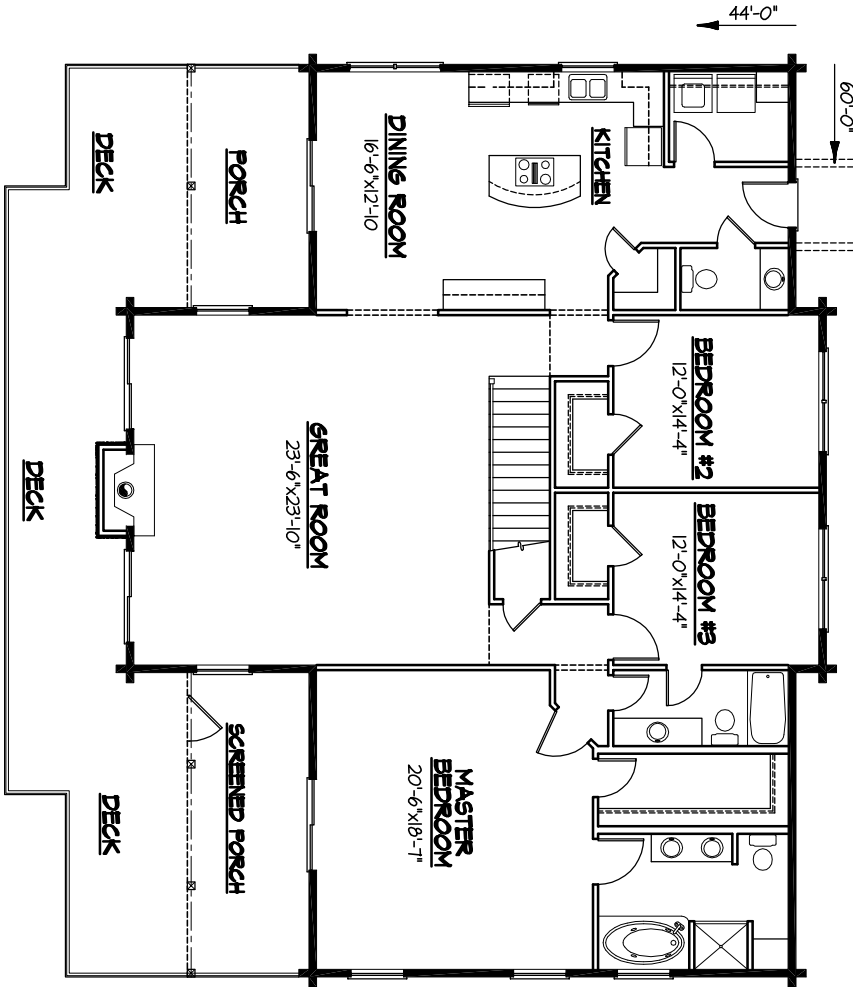 44'-0"
60'-0"
DECK
PORCH
DINING ROOM
16'-6"x12'-10
KITCHEN
BEDROOM #2
12'-0"x14'-4"
GREAT ROOM
23'-6"x23'-10"
DECK
BEDROOM #3
12'-0"x14'-4"
MASTER
BEDROOM
20'-6"x18'-7"
SCREENED PORCH
DECK